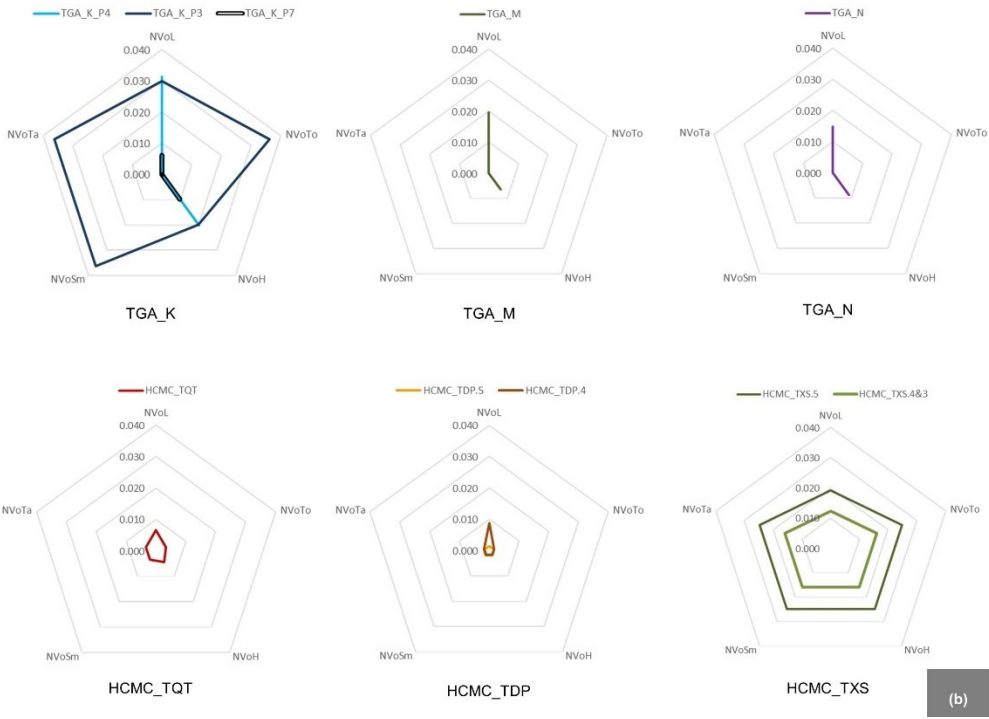 TGA_K_P4 TGA_K_P3 TGA_K_P7
NVoL
0.040
0.030
0.020
0.010
0.000
NVoTo
NVoH
NVoSm
NVoTa
TGA_K
TGA_M
NVoL
0.040
0.030
0.020
0.010
0.000
NVoTo
NVoH
NVoSm
NVoTa
TGA_M
TGA_N
NVoL
0.040
0.030
0.020
0.010
0.000
NVoTo
NVoH
NVoSm
NVoTa
TGA_N
HCMC_TQT
NVoL
0.040
0.030
0.020
0.010
0.000
NVoTo
NVoH
NVoSm
NVoTa
HCMC_TQT
HCMC_TDP.5 HCMC_TDP.4
NVoL
0.040
0.030
0.020
0.010
0.000
NVoTo
NVoH
NVoSm
NVoTa
HCMC_TDP
HCMC_TXS.5 HCMC_TXS.4&3
NVoL
0.040
0.030
0.020
0.010
0.000
NVoTo
NVoH
NVoSm
NVoTa
HCMC_TXS
(b)